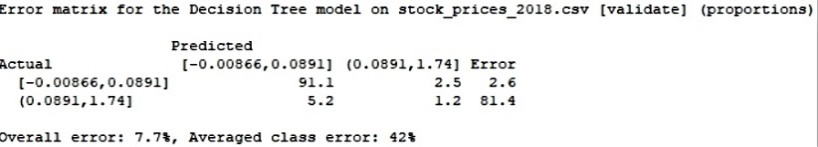 Error matrix for the Decision Tree model on stock_prices_2018.csv [validate] (proportions)
Predicted
Actual [-0.00866,0.0891] (0.0891,1.74] Error
[-0.00866,0.0891] 91.1 2.5 2.6
(0.0891,1.74] 5.2 1.2 81.4
Overall error: 7.7%, Averaged class error: 42%